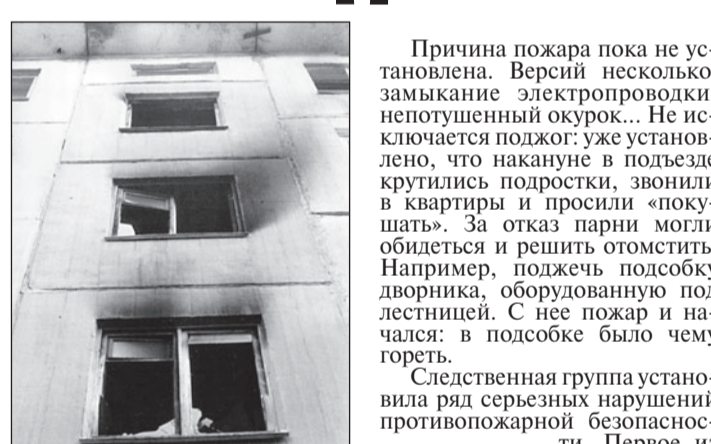 Причина пожара пока не ус-
тановлена. Версий несколько
замыкание электропроводки
непотушенный окурок... Не ис-
ключается поджог: уже установ-
лено, что накануне в подъезде
крутились подростки, звонили
в квартиры и просили «поку-
шать». За отказ парни могли
обидеться и решить отомстить
Например, поджечь подсобку
дворника, оборудованную под
лестницей. С нее пожар и на-
чался: в подсобке было чему
гореть.
Следственная группа устано-
вила ряд серьезных нарушений
противопожарной безопаснос-
ти. Первое из